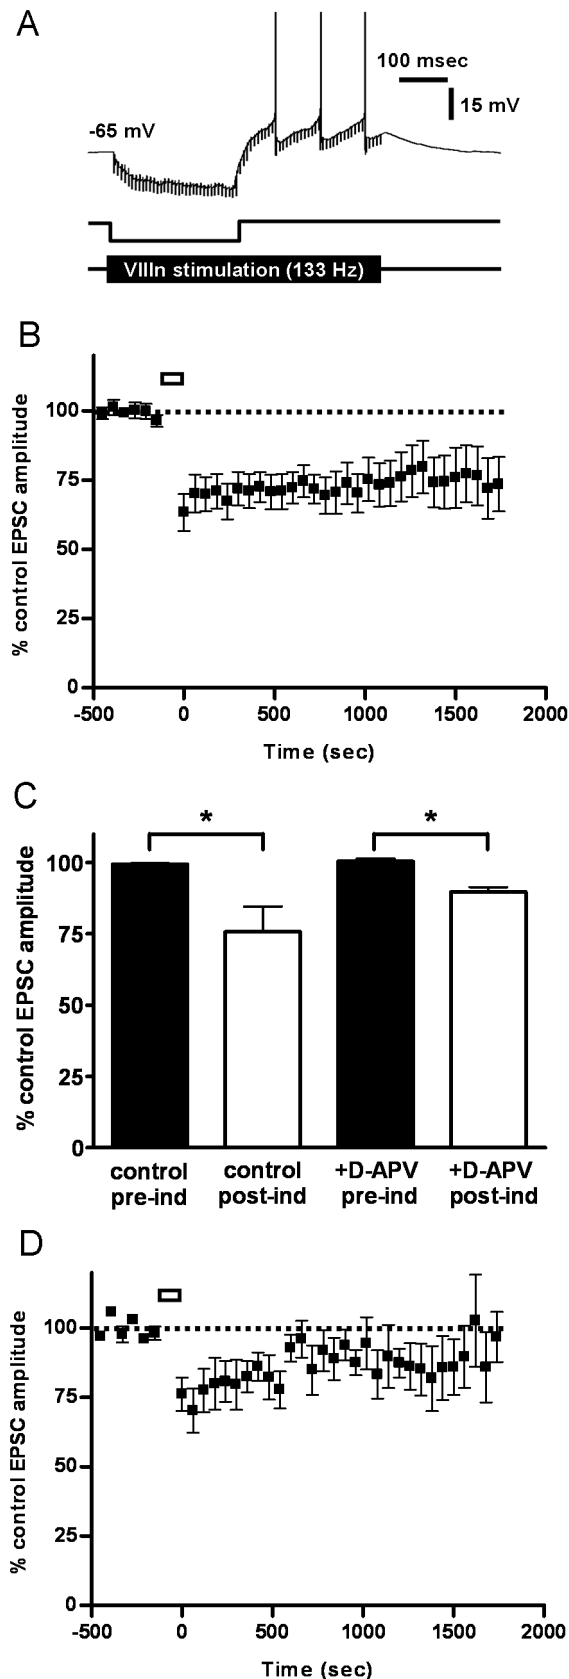 A
100 msec
15 mV
-65 mV
VIIIn stimulation (133 Hz)
B
% control EPSC amplitude
100
75
50
25
0
-500
0
500
1000
1500
2000
Time (sec)
C
% control EPSC amplitude
100
75
50
25
0
*
*
control
pre-ind
control
post-ind
+D-APV
pre-ind
+D-APV
post-ind
D
% control EPSC amplitude
100
75
50
25
0
-500
0
500
1000
1500
2000
Time (sec)